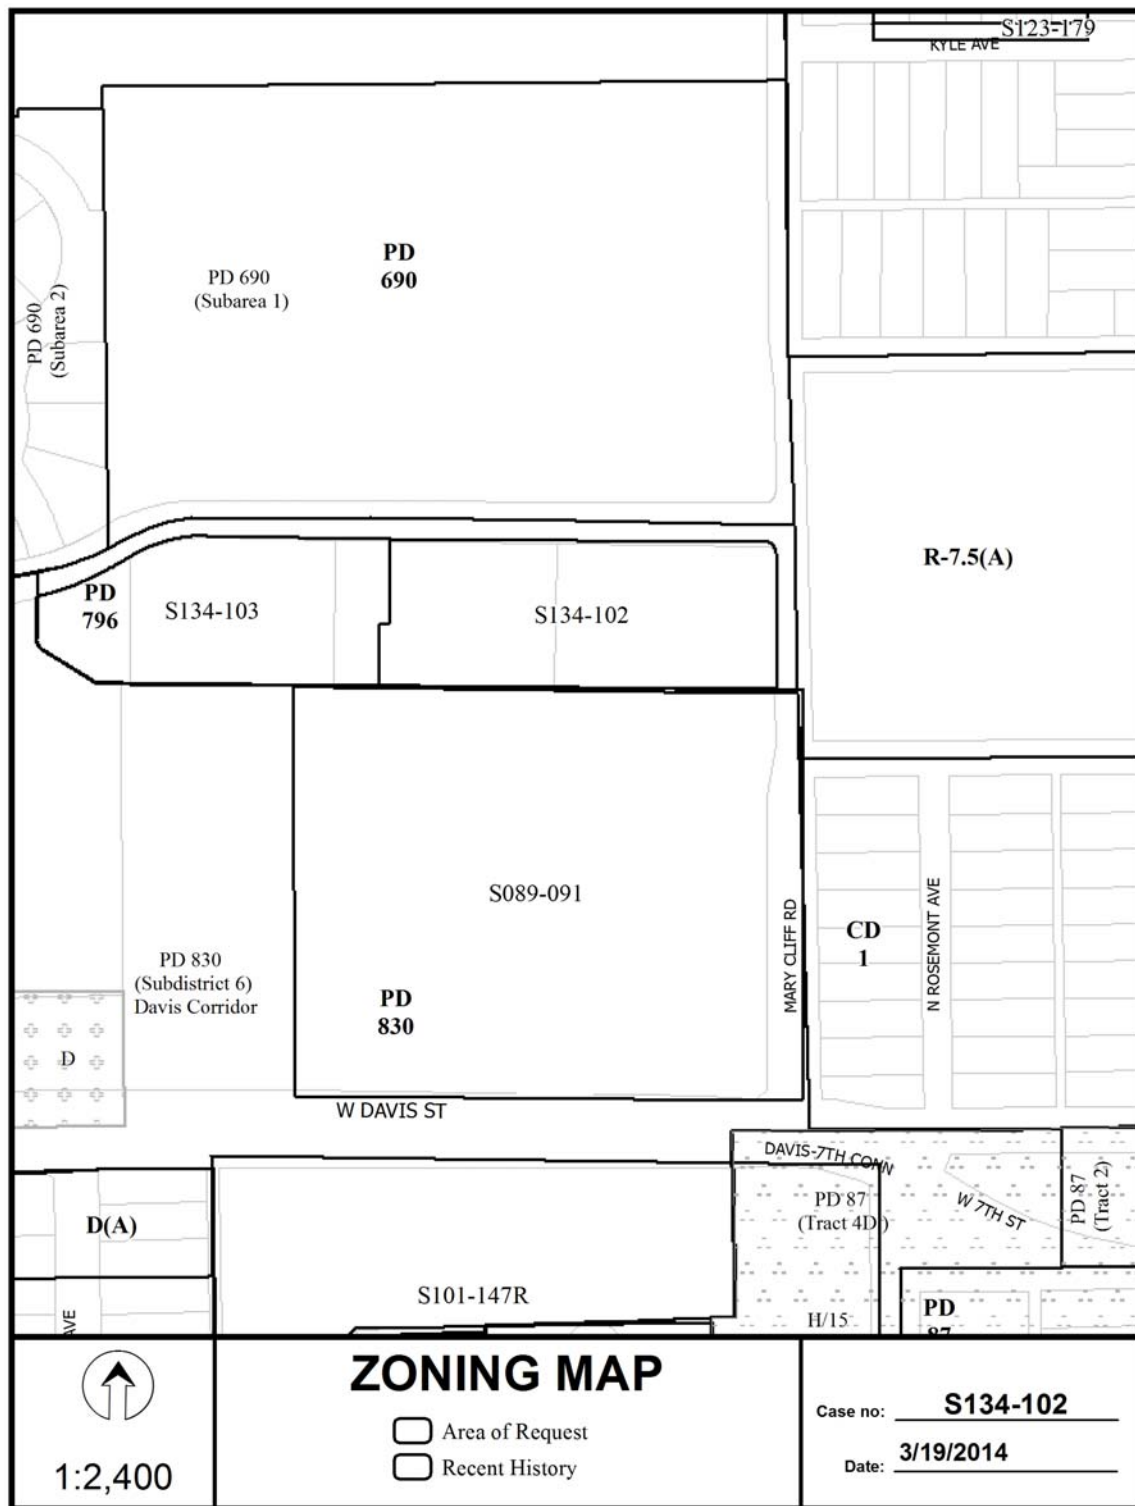 S123-179
KYLE AVE
PD
690
PD 690
(Subarea 1)
PD 690
(Subarea 2)
R-7.5(A)
PD
796
S134-103
S134-102
S089-091
MARY CLIFF RD
CD
1
N ROSEMONT AVE
PD 830
(Subdistrict 6)
Davis Corridor
PD
830
D
W DAVIS ST
DAVIS-7TH CONN
PD 87
(Tract 4D)
W 7TH ST
PD 87
(Tract 2)
D(A)
S101-147R
H/15
PD
87
AVE
ZONING MAP
Area of Request
Recent History
1:2,400
Case no: S134-102
Date: 3/19/2014